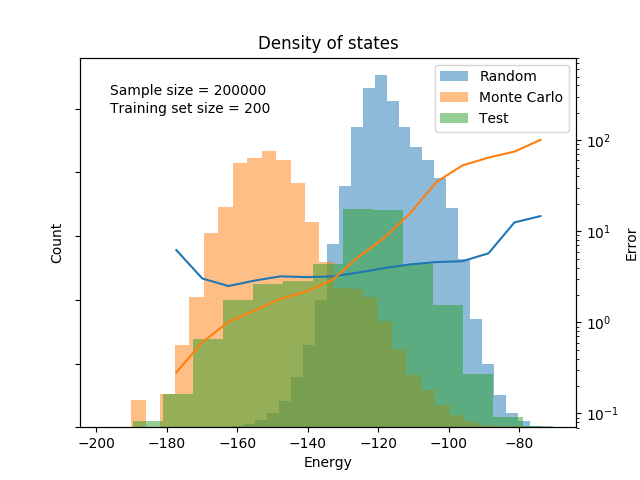 Density of states
Sample size = 200000
Training set size = 200
Random
Monte Carlo
Test
Count
Error
10²
10¹
10⁰
10⁻¹
−200 −180 −160 −140 −120 −100 −80
Energy